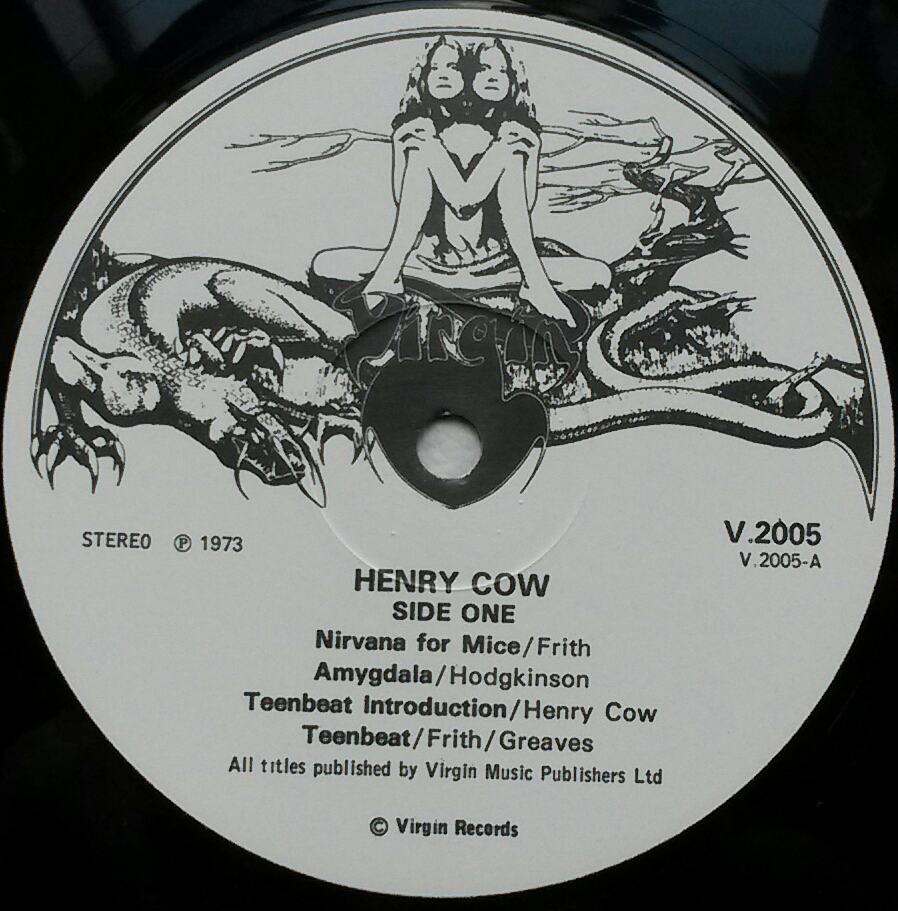 Virgin
STEREO ℗ 1973
V.2005
V.2005-A
HENRY COW
SIDE ONE
Nirvana for Mice/Frith
Amygdala/Hodgkinson
Teenbeat Introduction/Henry Cow
Teenbeat/Frith/Greaves
All titles published by Virgin Music Publishers Ltd
© Virgin Records